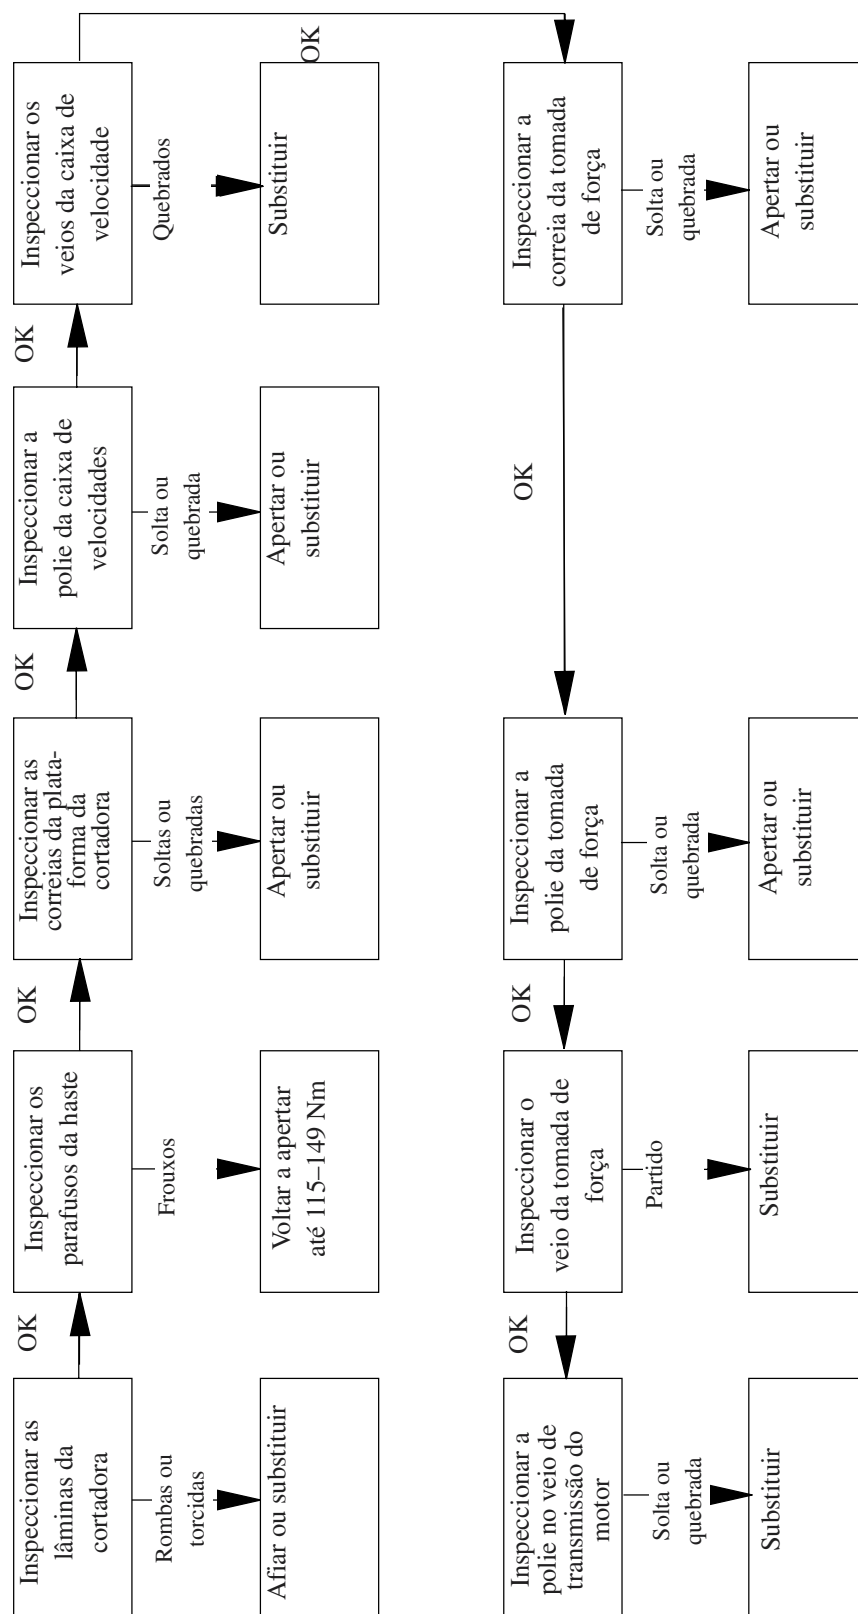 Inspeccionar as
lâminas da
cortadora
Rombas ou
torcidas
Afiar ou substituir
OK
Inspeccionar os
parafusos da haste
Frouxos
Voltar a apertar
até 115–149 Nm
OK
Inspeccionar as
correias da plata-
forma da
cortadora
Soltas ou
quebradas
Apertar ou
substituir
OK
Inspeccionar a
polie da caixa de
velocidades
Solta ou
quebrada
Apertar ou
substituir
OK
Inspeccionar os
veios da caixa de
velocidade
Quebrados
Substituir
OK
Inspeccionar a
correia da tomada
de força
Solta ou
quebrada
Apertar ou
substituir
OK
Inspeccionar a
polie da tomada
de força
Solta ou
quebrada
Apertar ou
substituir
OK
Inspeccionar o
veio da tomada de
força
Partido
Substituir
OK
Inspeccionar a
polie no veio de
transmissão do
motor
Solta ou
quebrada
Substituir